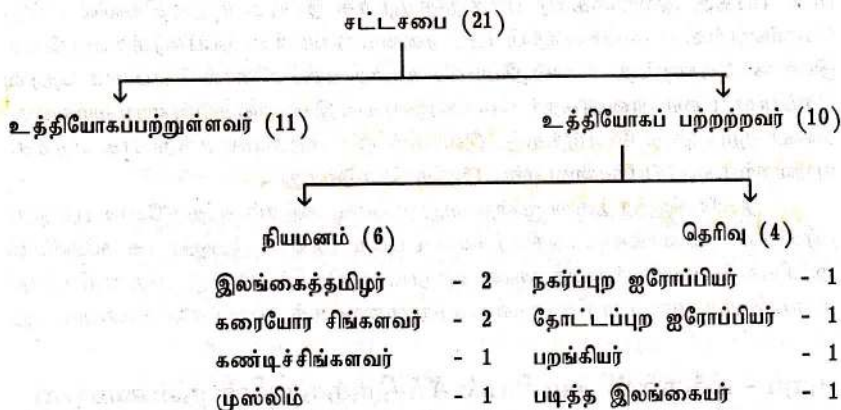 சட்டசபை (21)
உத்தியோகப்பற்றுள்ளவர் (11) உத்தியோகப் பற்றற்றவர் (10)
நியமனம் (6) தெரிவு (4)
இலங்கைத்தமிழர் - 2 நகர்ப்புற ஐரோப்பியர் - 1
கரையோர சிங்களவர் - 2 தோட்டப்புற ஐரோப்பியர் - 1
கண்டிச்சிங்களவர் - 1 பறங்கியர் - 1
முஸ்லிம் - 1 படித்த இலங்கையர் - 1